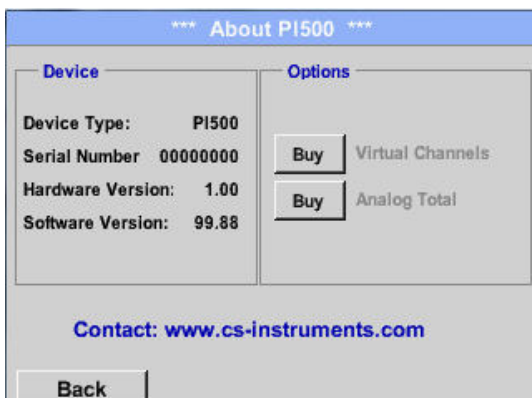 *** About PI500 ***
Device
Device Type: PI500
Serial Number 00000000
Hardware Version: 1.00
Software Version: 99.88
Options
Buy Virtual Channels
Buy Analog Total
Contact: www.cs-instruments.com
Back